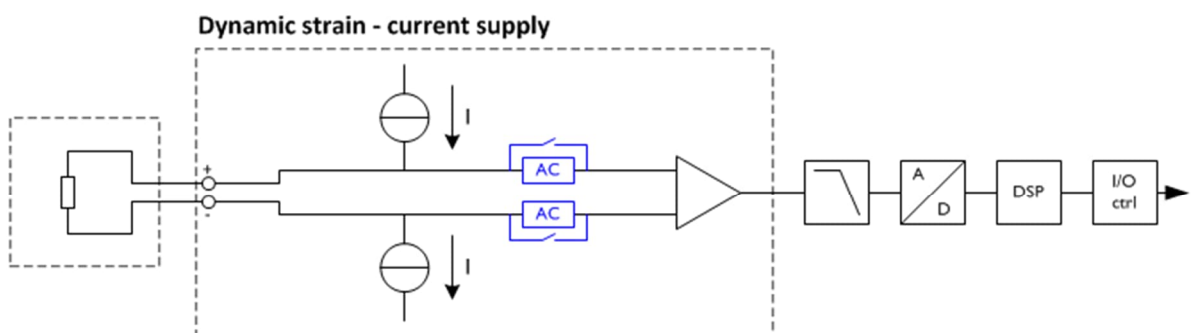 Dynamic strain - current supply
I
AC
+
-
AC
I
A
D
DSP
I/O
ctrl